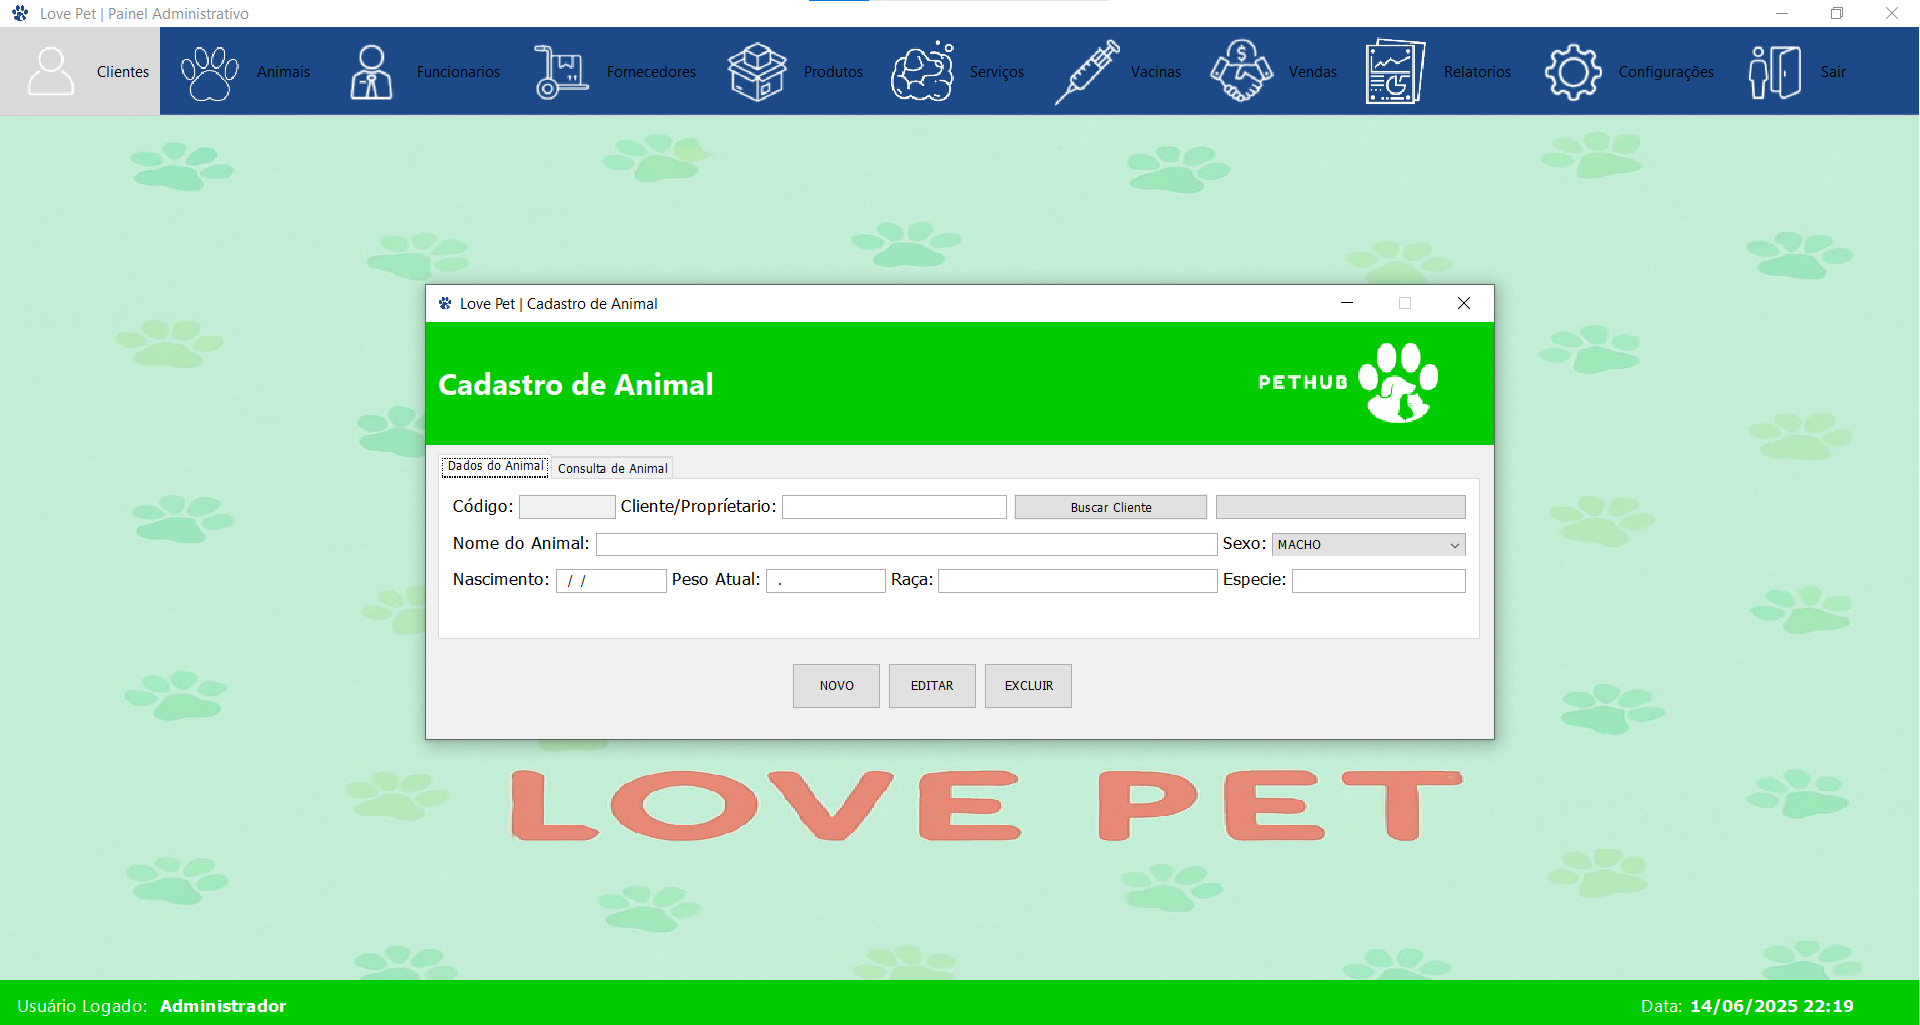 Love Pet | Painel Administrativo
Clientes Animais Funcionarios Fornecedores Produtos Serviços Vacinas Vendas Relatorios Configurações Sair
Love Pet | Cadastro de Animal
Cadastro de Animal
PETHUB
Dados do Animal Consulta de Animal
Código: Cliente/Propríetario: Buscar Cliente
Nome do Animal: Sexo: MACHO
Nascimento: / / Peso Atual: . Raça: Especie:
NOVO EDITAR EXCLUIR
LOVE PET
Usuário Logado: Administrador Data: 14/06/2025 22:19